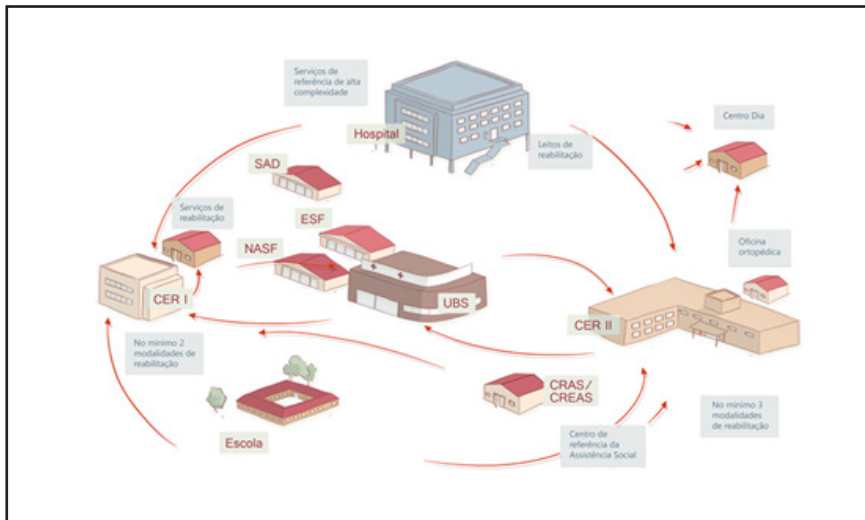 Serviços de
referência de alta
complexidade
Hospital
Leitos de
reabilitação
Centro Dia
SAD
Serviços de
reabilitação
ESF
NASF
CER I
UBS
Oficina
ortopédica
CER II
No mínimo 2
modalidades de
reabilitação
CRAS/
CREAS
Escola
Centro de
referência da
Assistência Social
No mínimo 3
modalidades
de reabilitação